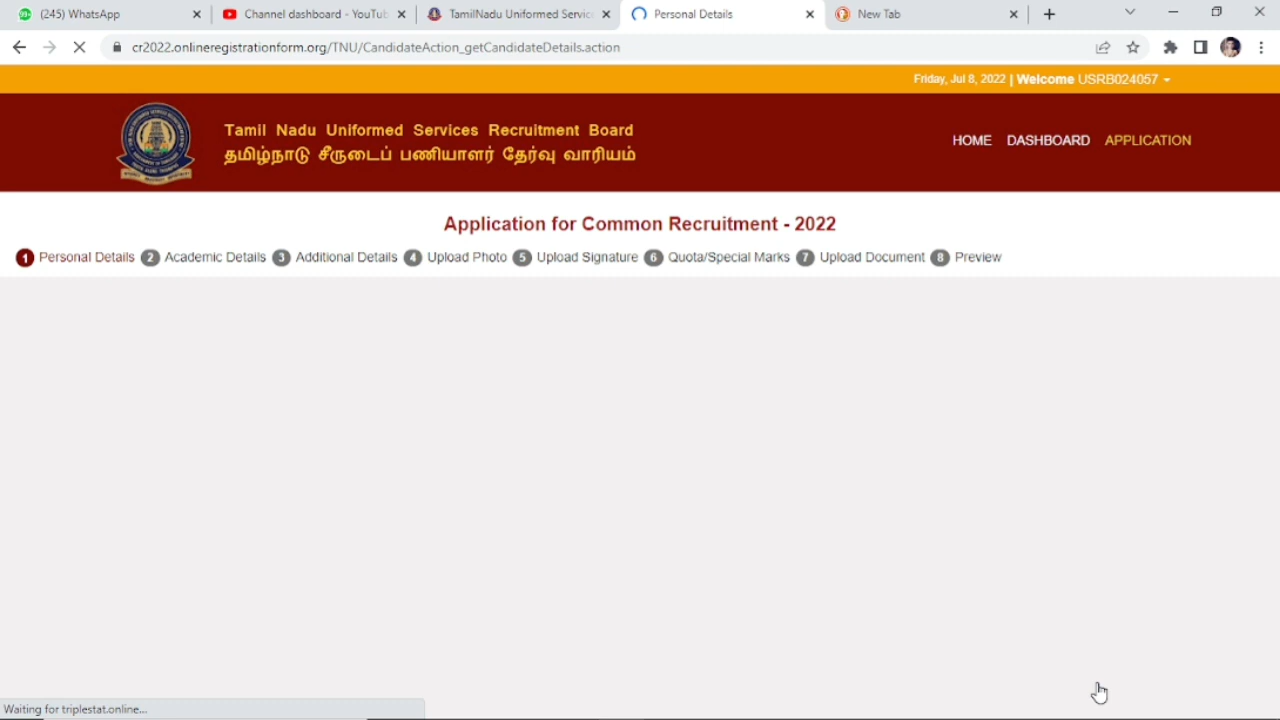 (245) WhatsApp
Channel dashboard - YouTub
TamilNadu Uniformed Service
Personal Details
New Tab
cr2022.onlineregistrationform.org/TNU/CandidateAction_getCandidateDetails.action
Friday, Jul 8, 2022 | Welcome USRB024057
Tamil Nadu Uniformed Services Recruitment Board
தமிழ்நாடு சீருடைப் பணியாளர் தேர்வு வாரியம்
HOME DASHBOARD APPLICATION
Application for Common Recruitment - 2022
1 Personal Details 2 Academic Details 3 Additional Details 4 Upload Photo 5 Upload Signature 6 Quota/Special Marks 7 Upload Document 8 Preview
Waiting for triplestat.online...